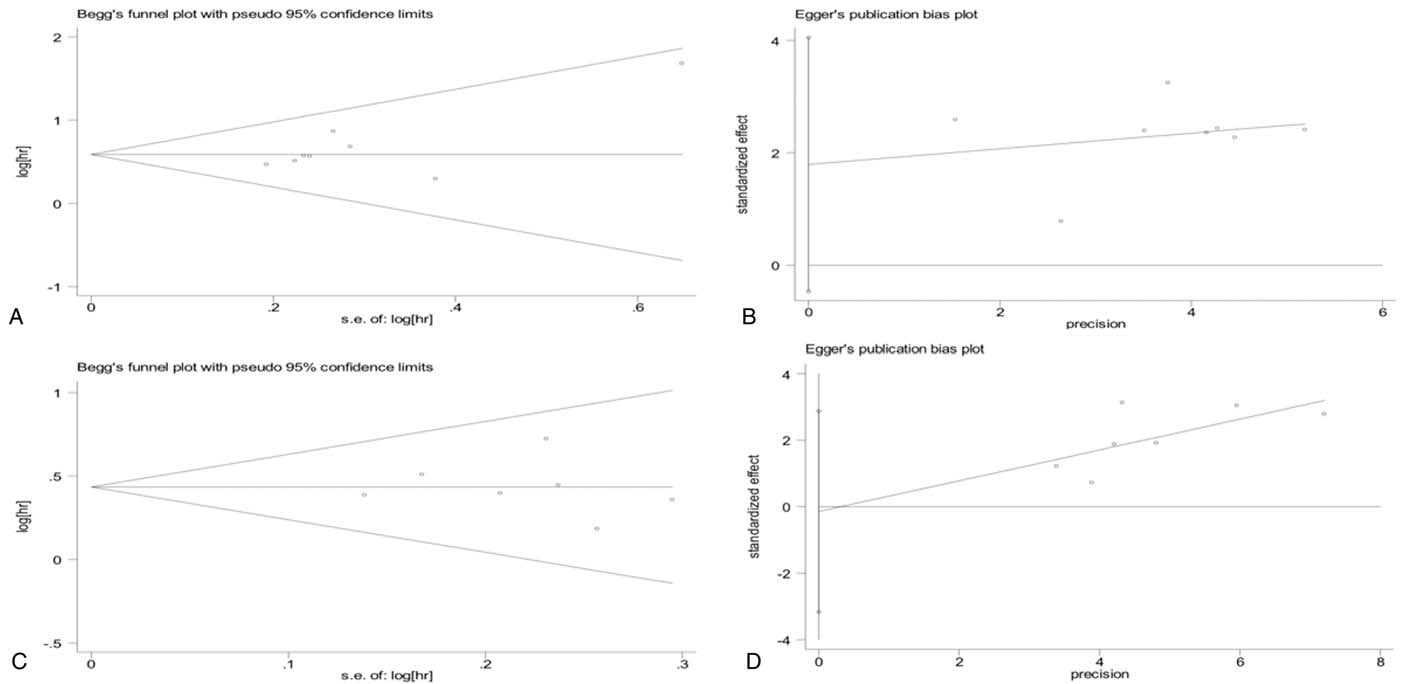 Begg's funnel plot with pseudo 95% confidence limits
2
1
0
-1
log[hr]
0
.2
.4
.6
s.e. of: log[hr]
A
Egger's publication bias plot
4
2
0
standardized effect
0
2
4
6
precision
B
Begg's funnel plot with pseudo 95% confidence limits
1
.5
0
-.5
log[hr]
0
.1
.2
.3
s.e. of: log[hr]
C
Egger's publication bias plot
4
2
0
-2
-4
standardized effect
0
2
4
6
8
precision
D